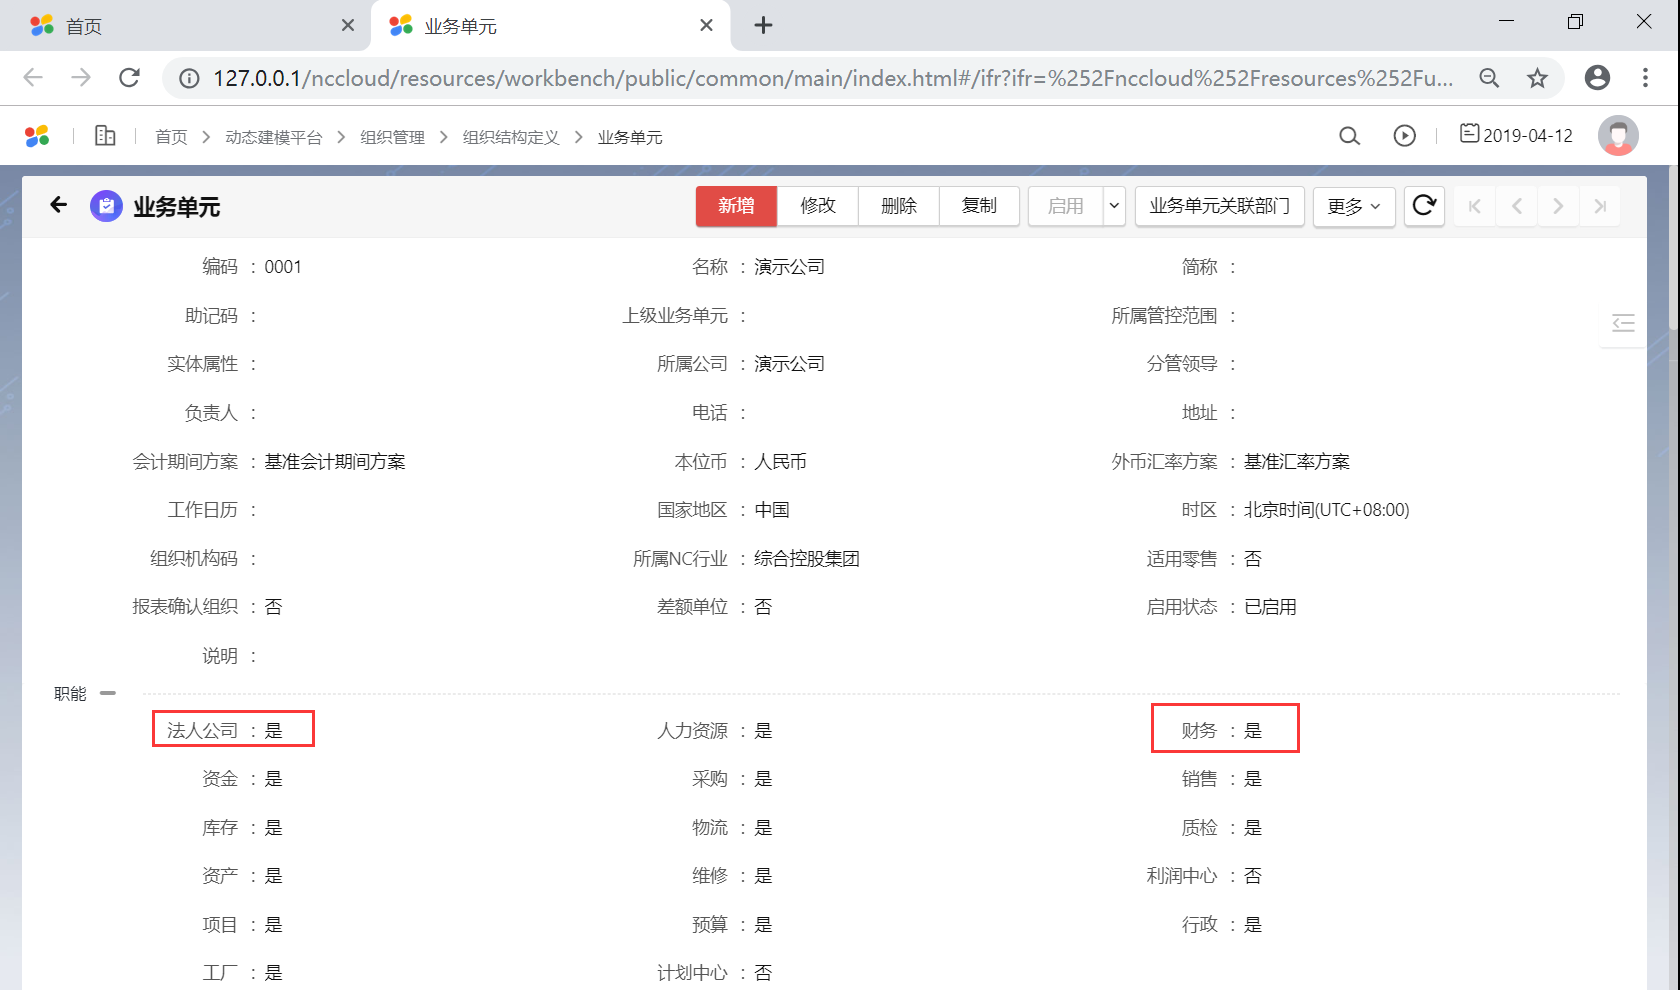 首页
业务单元
127.0.0.1/nccloud/resources/workbench/public/common/main/index.html#/ifr?ifr=%252Fnccloud%252Fresources%252Fu...
首页 > 动态建模平台 > 组织管理 > 组织结构定义 > 业务单元
2019-04-12
业务单元
新增 修改 删除 复制 启用 业务单元关联部门 更多
编码 : 0001 名称 : 演示公司 简称 :
助记码 : 上级业务单元 : 所属管控范围 :
实体属性 : 所属公司 : 演示公司 分管领导 :
负责人 : 电话 : 地址 :
会计期间方案 : 基准会计期间方案 本位币 : 人民币 外币汇率方案 : 基准汇率方案
工作日历 : 国家地区 : 中国 时区 : 北京时间(UTC+08:00)
组织机构码 : 所属NC行业 : 综合控股集团 适用零售 : 否
报表确认组织 : 否 差额单位 : 否 启用状态 : 已启用
说明 :
职能
法人公司 : 是 人力资源 : 是 财务 : 是
资金 : 是 采购 : 是 销售 : 是
库存 : 是 物流 : 是 质检 : 是
资产 : 是 维修 : 是 利润中心 : 否
项目 : 是 预算 : 是 行政 : 是
工厂 : 是 计划中心 : 否